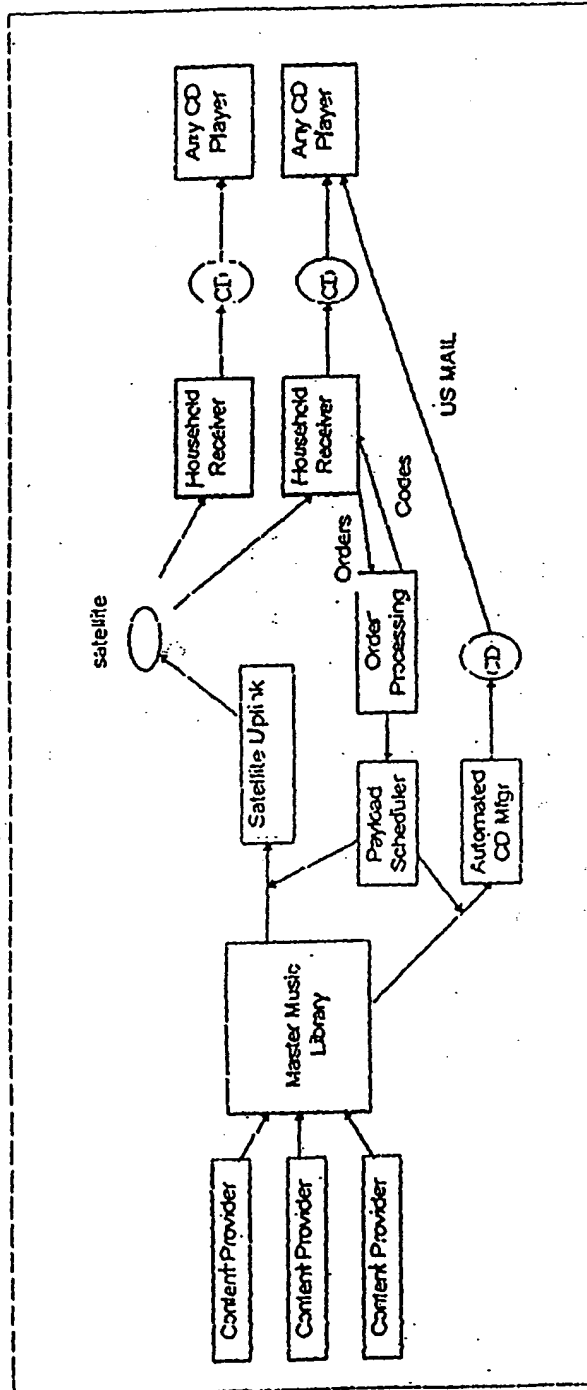 Content Provider
Content Provider
Content Provider
Master Music
Library
Satellite Uplink
satellite
Payload
Scheduler
Order
Processing
Orders
Codes
Automated
CD Mfgr
CD
US MAIL
Household
Receiver
CD
Any CD
Player
Household
Receiver
CD
Any CD
Player